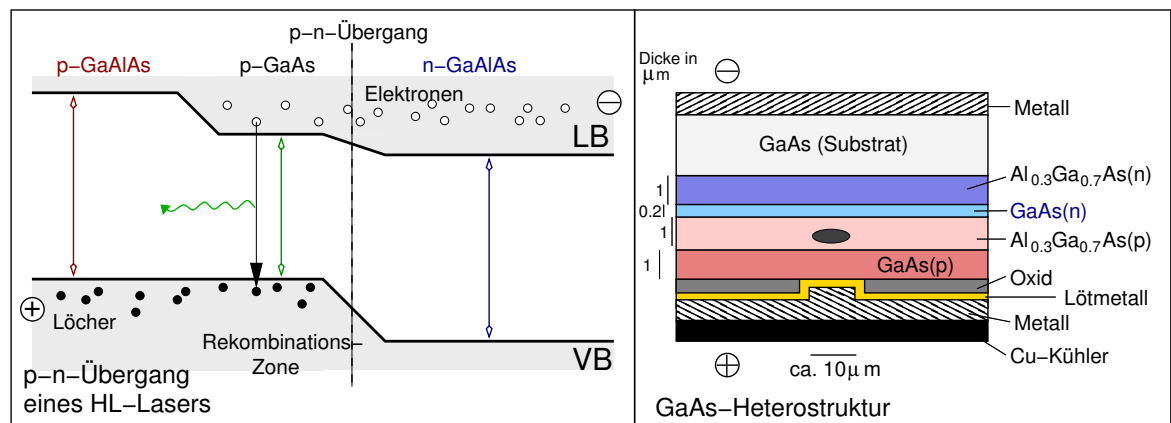 p−n−Übergang
p−GaAlAs
p−GaAs
n−GaAlAs
Elektronen
−
LB
+
Löcher
Rekombinations−
Zone
VB
p−n−Übergang
eines HL−Lasers
Dicke in
μm
−
Metall
GaAs (Substrat)
Al0.3Ga0.7As(n)
1
0.2
GaAs(n)
1
Al0.3Ga0.7As(p)
1
GaAs(p)
Oxid
Lötmetall
Metall
Cu−Kühler
+
ca. 10μm
GaAs−Heterostruktur